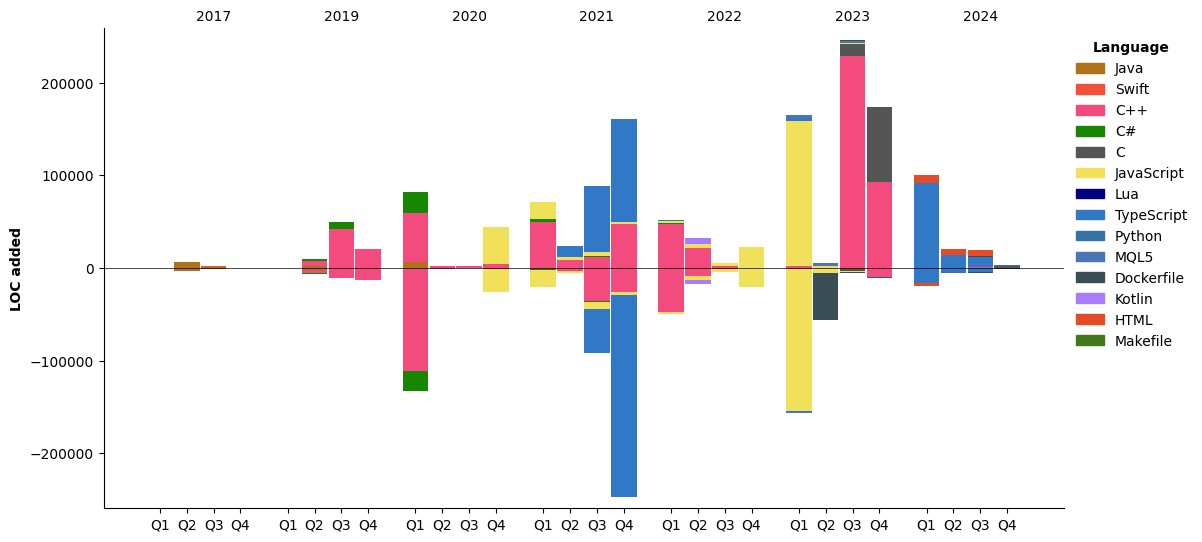 2017 2019 2020 2021 2022 2023 2024
LOC added
200000
100000
0
−100000
−200000
Q1 Q2 Q3 Q4 Q1 Q2 Q3 Q4 Q1 Q2 Q3 Q4 Q1 Q2 Q3 Q4 Q1 Q2 Q3 Q4 Q1 Q2 Q3 Q4 Q1 Q2 Q3 Q4
Language
Java
Swift
C++
C#
C
JavaScript
Lua
TypeScript
Python
MQL5
Dockerfile
Kotlin
HTML
Makefile